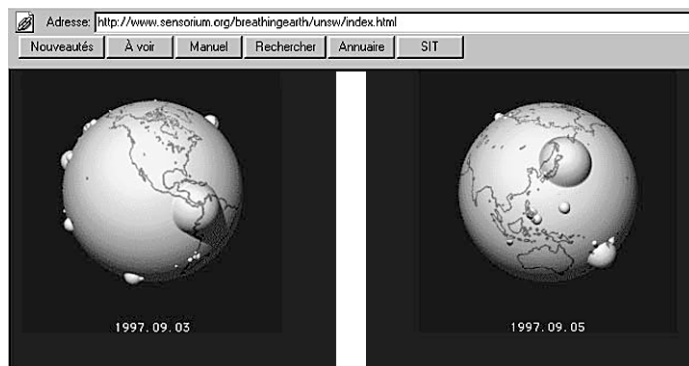 Adresse: http://www.sensorium.org/breathingearth/unsw/index.html
Nouveautés À voir Manuel Rechercher Annuaire SIT
1997.09.03 1997.09.05